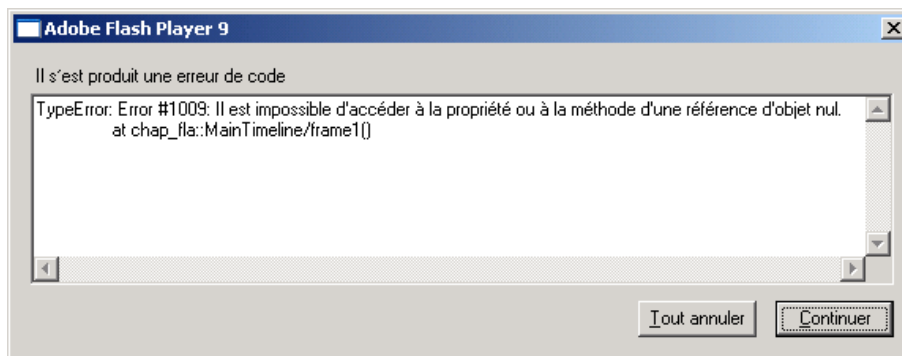 Adobe Flash Player 9
Il s´est produit une erreur de code
TypeError: Error #1009: Il est impossible d'accéder à la propriété ou à la méthode d'une référence d'objet nul.
at chap_fla::MainTimeline/frame1()
Tout annuler
Continuer